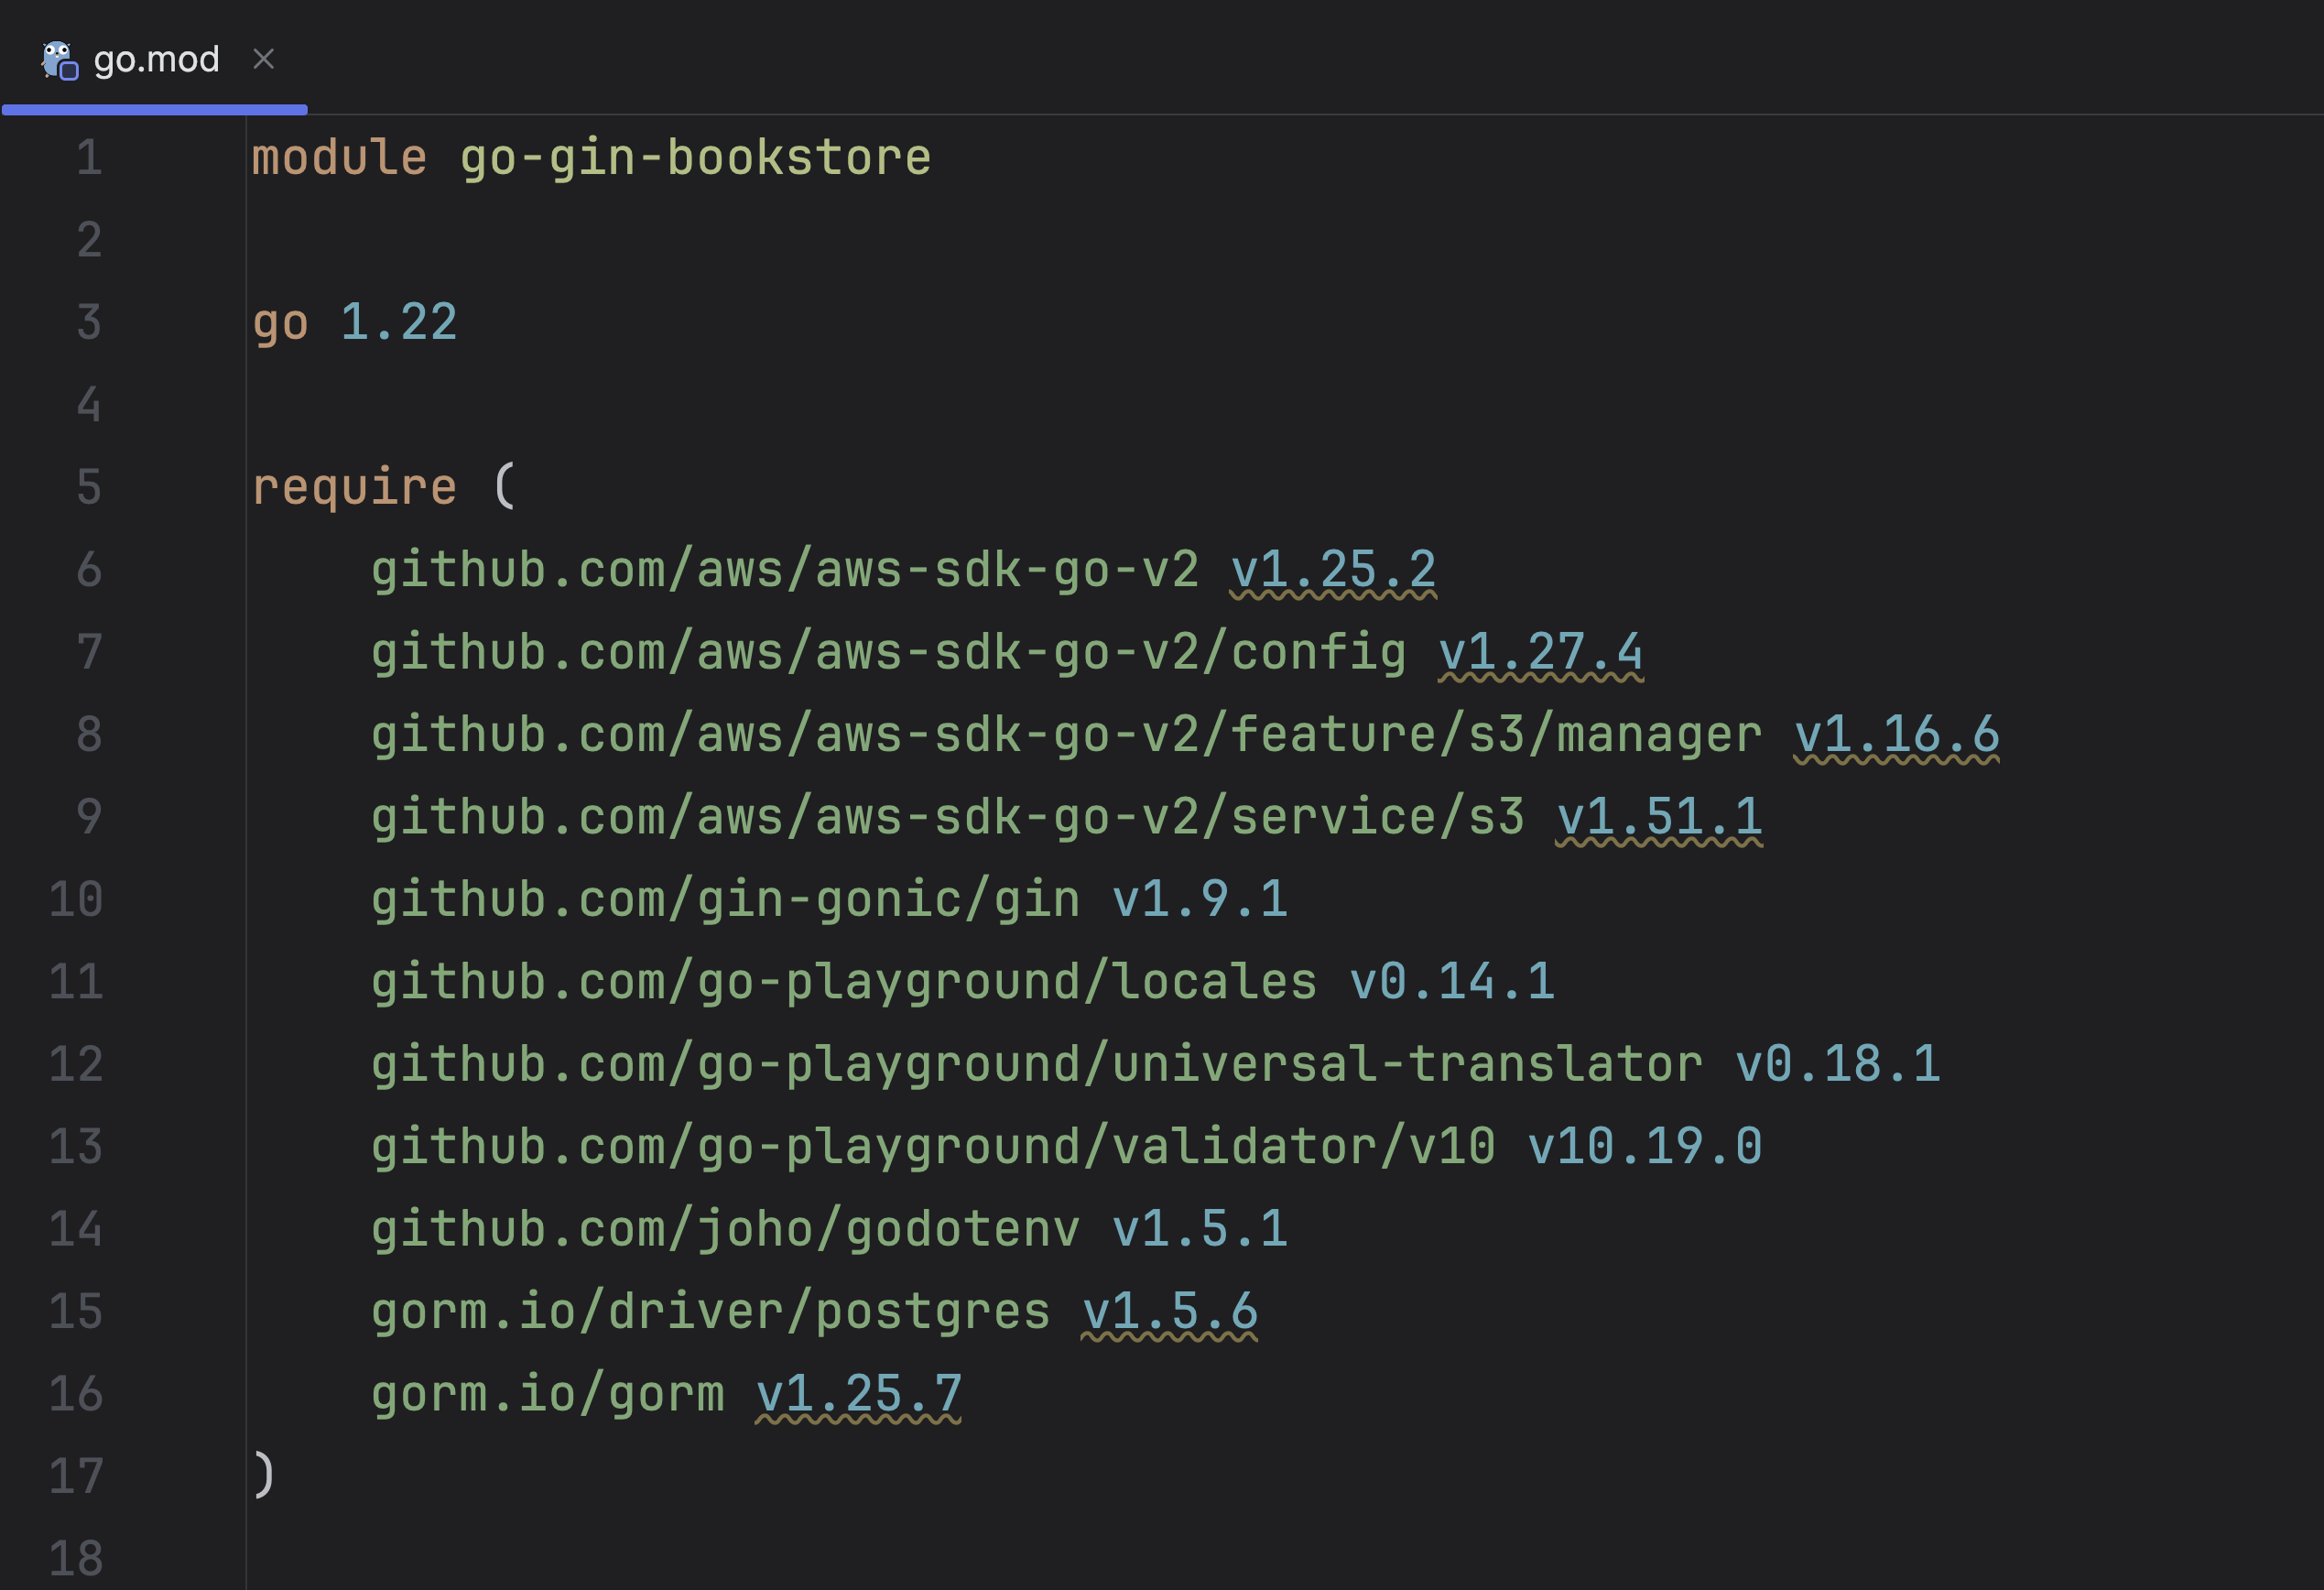 go.mod
1 module go-gin-bookstore
2
3 go 1.22
4
5 require (
6 github.com/aws/aws-sdk-go-v2 v1.25.2
7 github.com/aws/aws-sdk-go-v2/config v1.27.4
8 github.com/aws/aws-sdk-go-v2/feature/s3/manager v1.16.6
9 github.com/aws/aws-sdk-go-v2/service/s3 v1.51.1
10 github.com/gin-gonic/gin v1.9.1
11 github.com/go-playground/locales v0.14.1
12 github.com/go-playground/universal-translator v0.18.1
13 github.com/go-playground/validator/v10 v10.19.0
14 github.com/joho/godotenv v1.5.1
15 gorm.io/driver/postgres v1.5.6
16 gorm.io/gorm v1.25.7
17 )
18